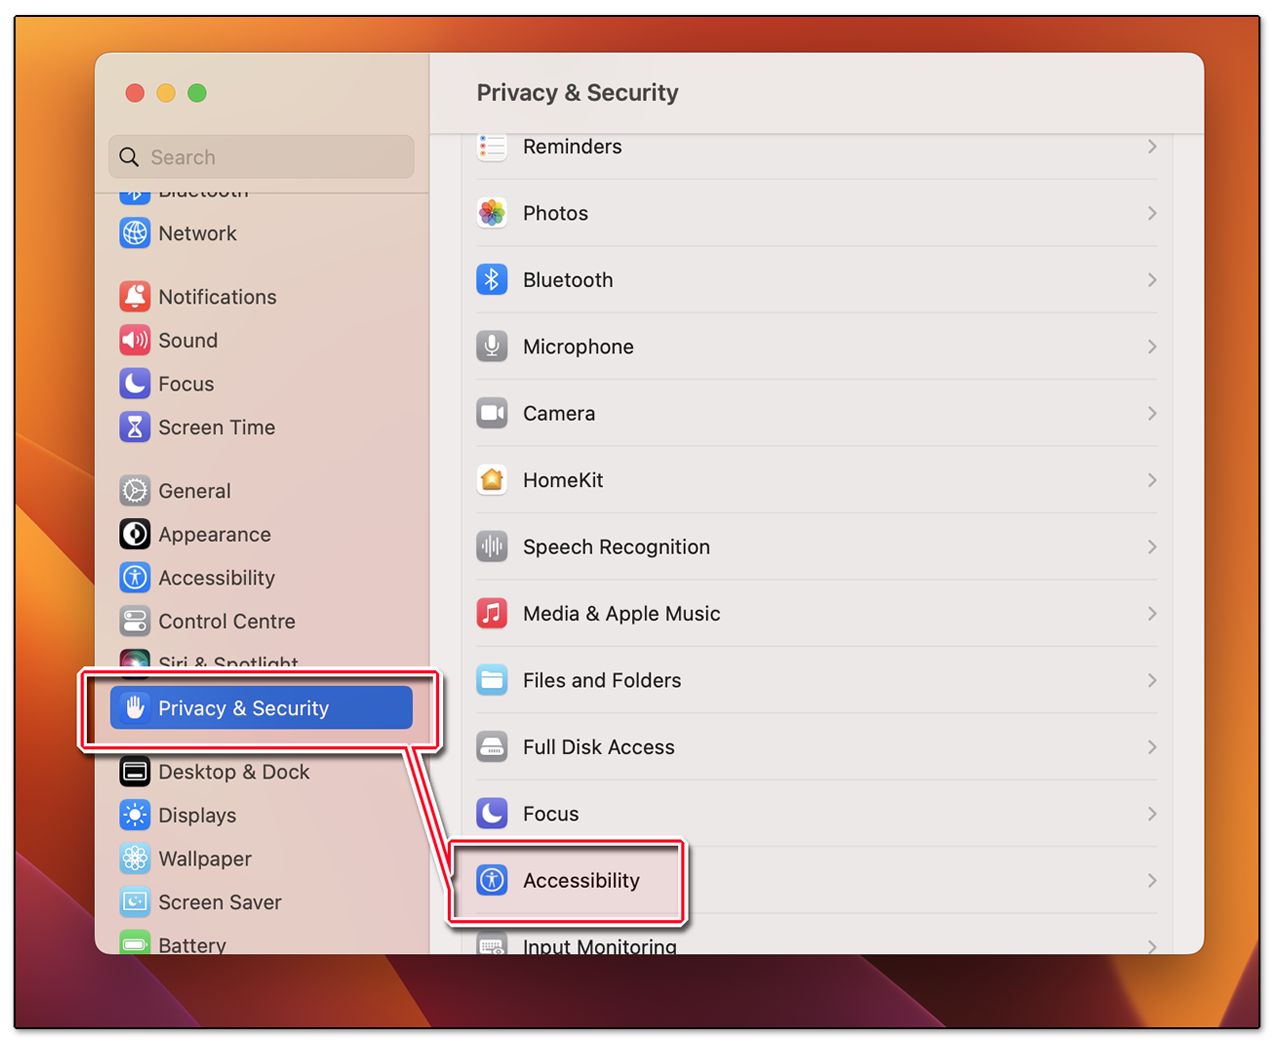 Privacy & Security
Search
Bluetooth
Network
Notifications
Sound
Focus
Screen Time
General
Appearance
Accessibility
Control Centre
Siri & Spotlight
Privacy & Security
Desktop & Dock
Displays
Wallpaper
Screen Saver
Battery
Reminders
Photos
Bluetooth
Microphone
Camera
HomeKit
Speech Recognition
Media & Apple Music
Files and Folders
Full Disk Access
Focus
Accessibility
Input Monitoring